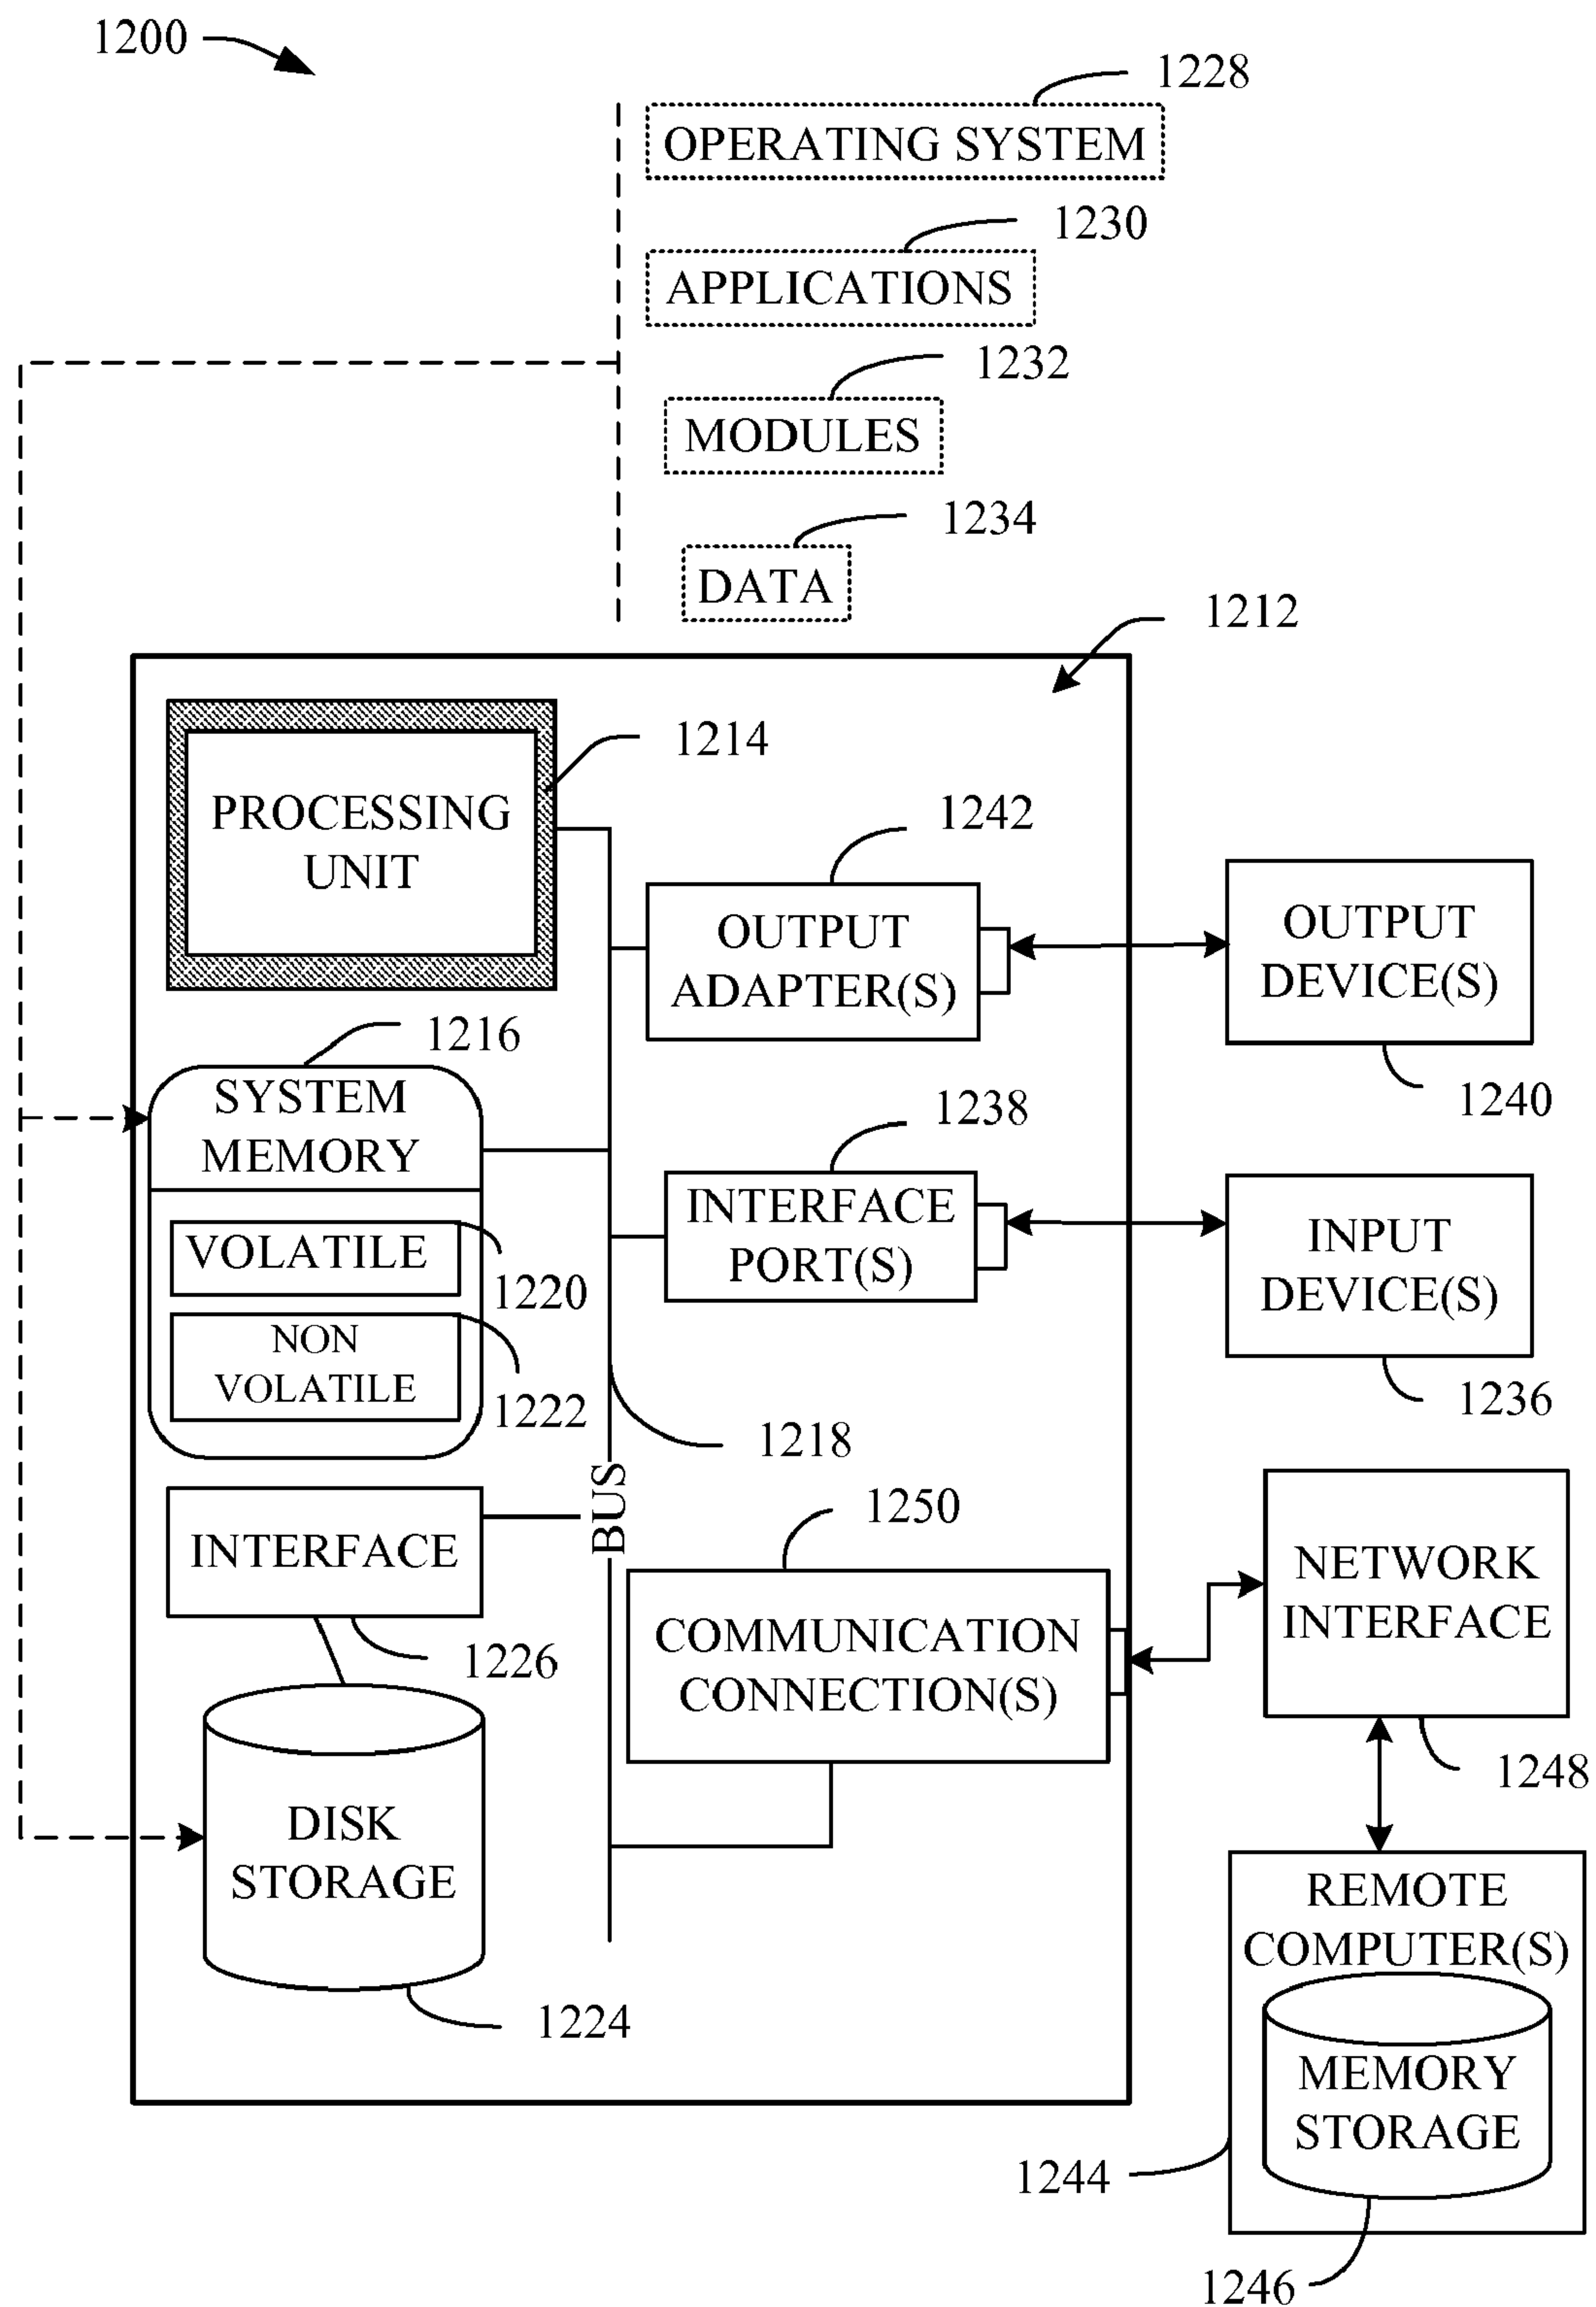 1200
1228
OPERATING SYSTEM
1230
APPLICATIONS
1232
MODULES
1234
DATA
1212
1214
PROCESSING
UNIT
1242
OUTPUT
ADAPTER(S)
OUTPUT
DEVICE(S)
1240
1216
SYSTEM
MEMORY
VOLATILE
1220
NON
VOLATILE
1222
1238
INTERFACE
PORT(S)
INPUT
DEVICE(S)
1236
1218
BUS
INTERFACE
1226
1250
COMMUNICATION
CONNECTION(S)
NETWORK
INTERFACE
1248
DISK
STORAGE
1224
REMOTE
COMPUTER(S)
MEMORY
STORAGE
1244
1246